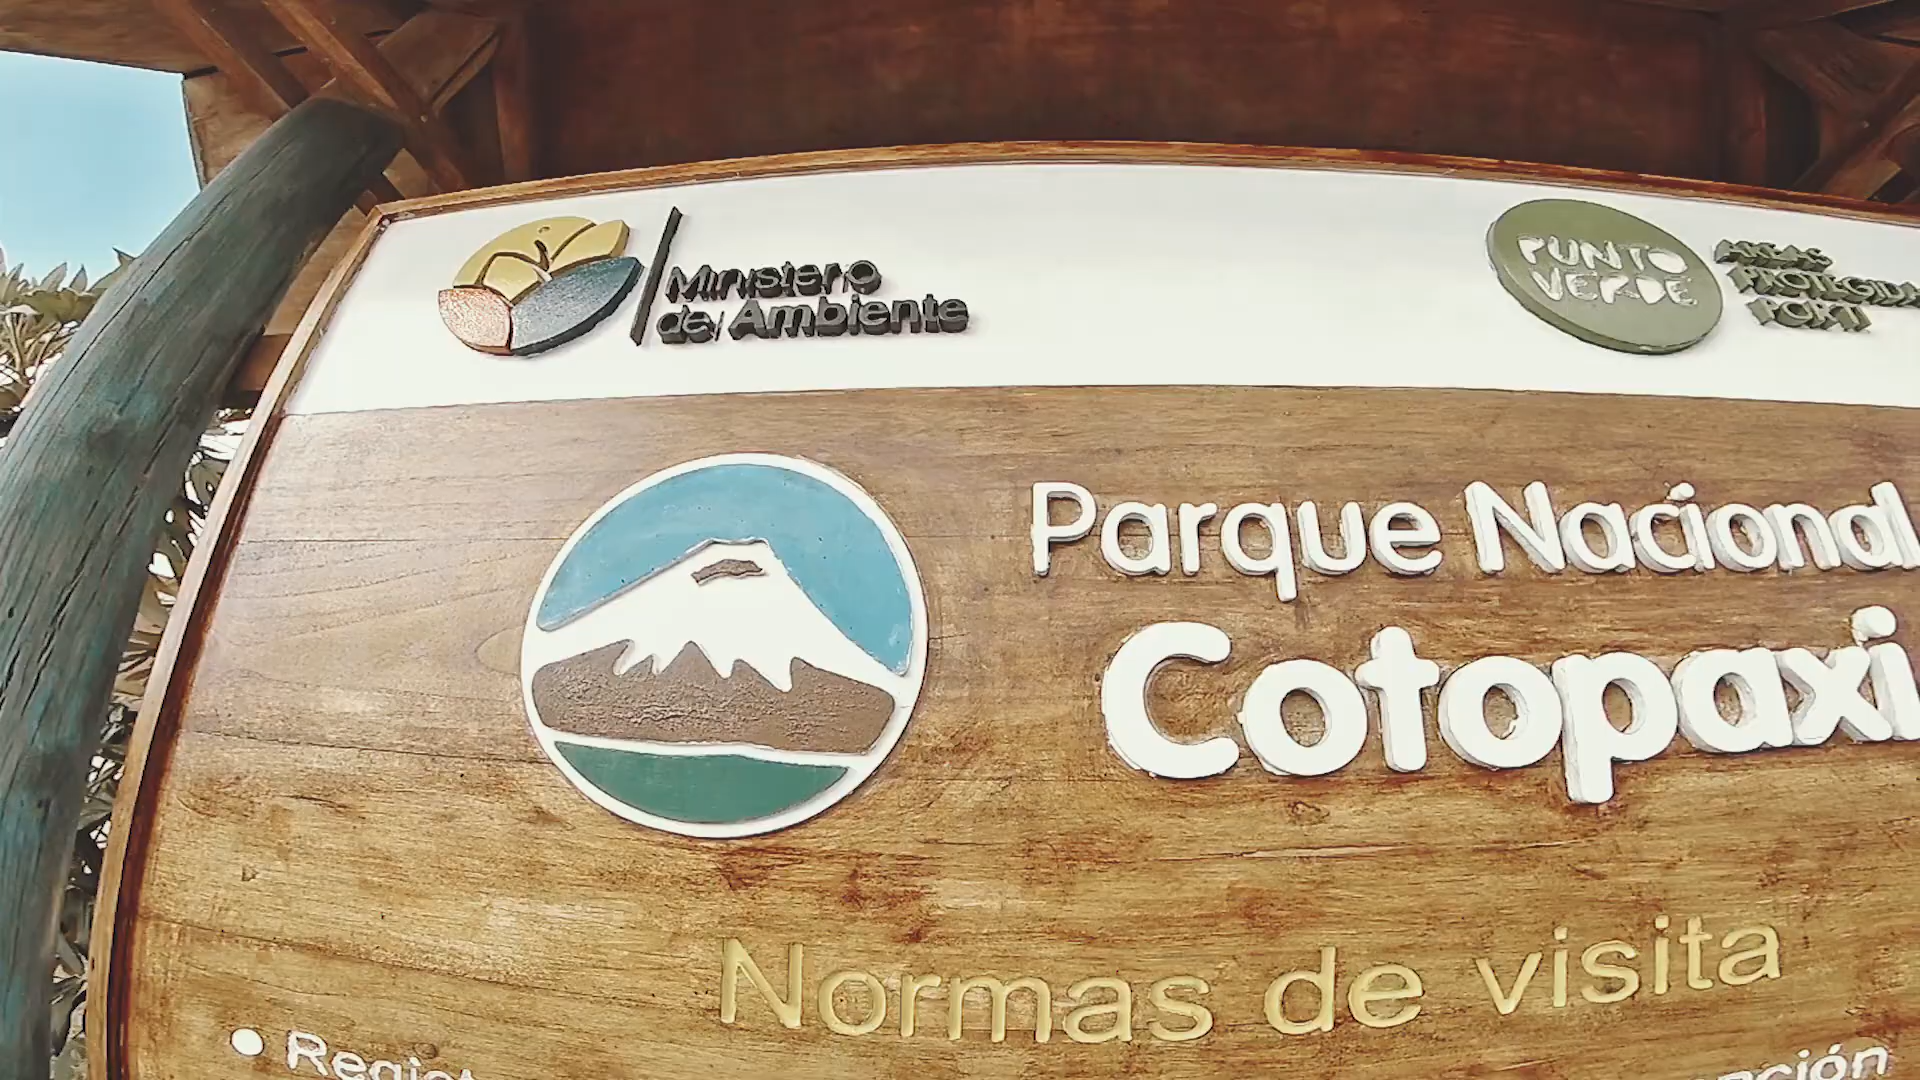 Ministerio
del Ambiente
PUNTO
VERDE
Parque Nacional
Cotopaxi
Normas de visita